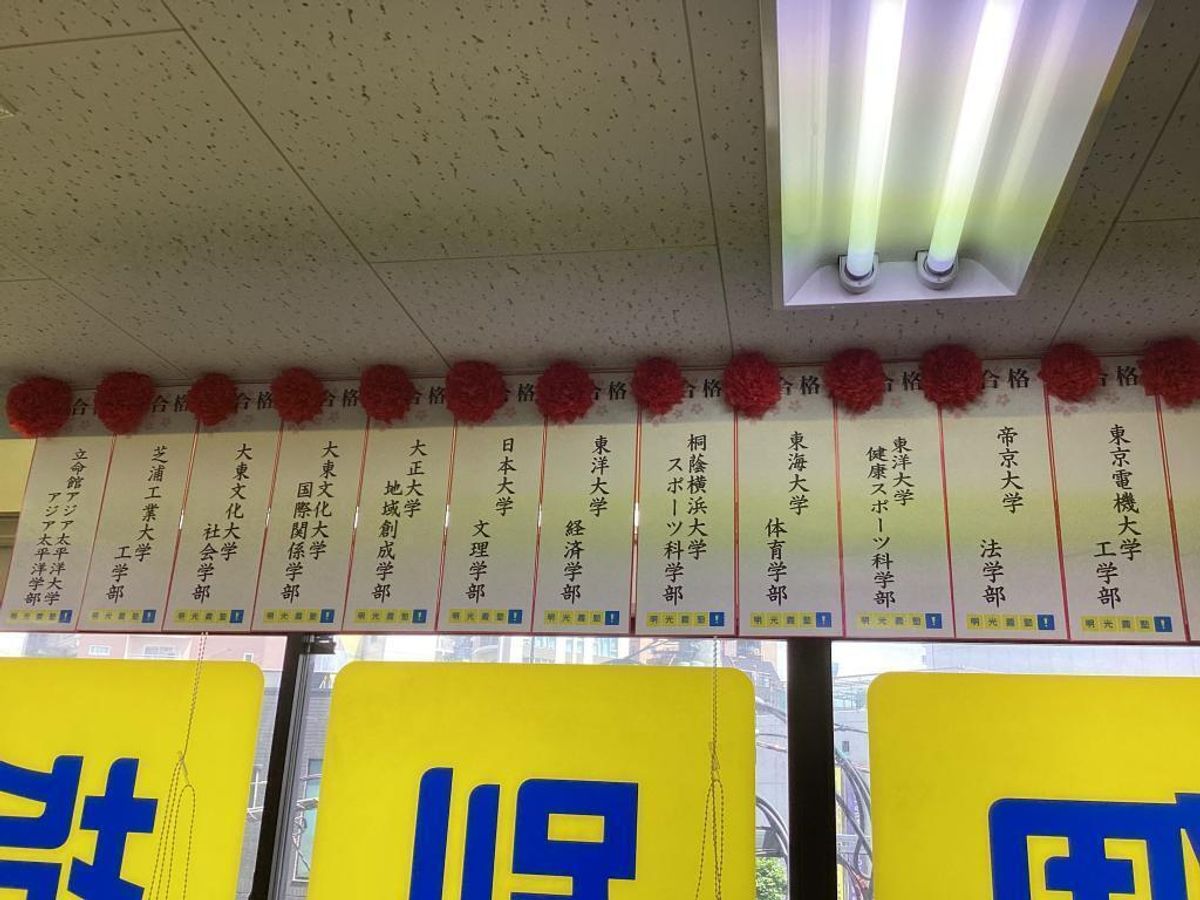 合格
東京電機大学
工学部
明光義塾!
合格
帝京大学
法学部
明光義塾!
合格
東洋大学
健康スポーツ科学部
明光義塾!
合格
東海大学
体育学部
明光義塾!
合格
桐蔭横浜大学
スポーツ科学部
明光義塾!
合格
東洋大学
経済学部
明光義塾!
合格
日本大学
文理学部
明光義塾!
合格
大正大学
地域創成学部
明光義塾!
合格
大東文化大学
国際関係学部
明光義塾!
合格
大東文化大学
社会学部
明光義塾!
合格
芝浦工業大学
工学部
明光義塾!
合
立命館アジア太平洋大学
アジア太平洋学部
明光義塾!